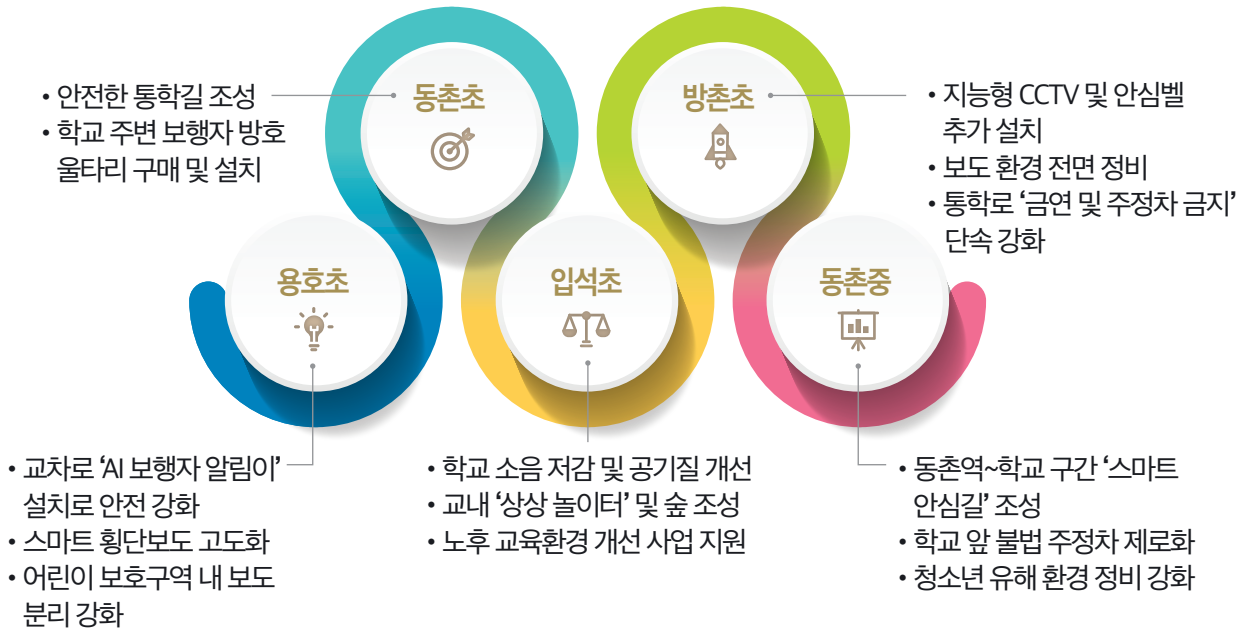 동촌초
• 안전한 통학길 조성
• 학교 주변 보행자 방호
울타리 구매 및 설치
방촌초
• 지능형 CCTV 및 안심벨
추가 설치
• 보도 환경 전면 정비
• 통학로 ‘금연 및 주정차 금지’
단속 강화
용호초
• 교차로 ‘AI 보행자 알림이’
설치로 안전 강화
• 스마트 횡단보도 고도화
• 어린이 보호구역 내 보도
분리 강화
입석초
• 학교 소음 저감 및 공기질 개선
• 교내 ‘상상 놀이터’ 및 숲 조성
• 노후 교육환경 개선 사업 지원
동촌중
• 동촌역~학교 구간 ‘스마트
안심길’ 조성
• 학교 앞 불법 주정차 제로화
• 청소년 유해 환경 정비 강화